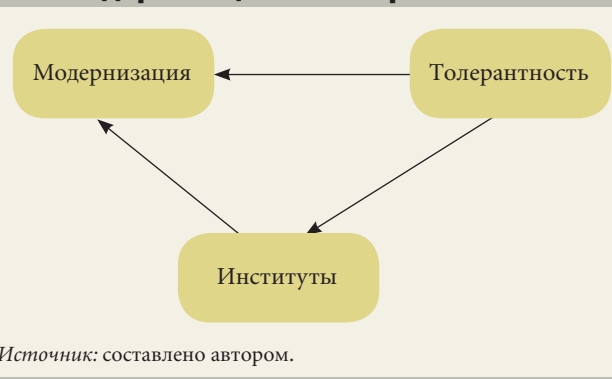 Модернизация
Толерантность
Институты
Источник: составлено автором.